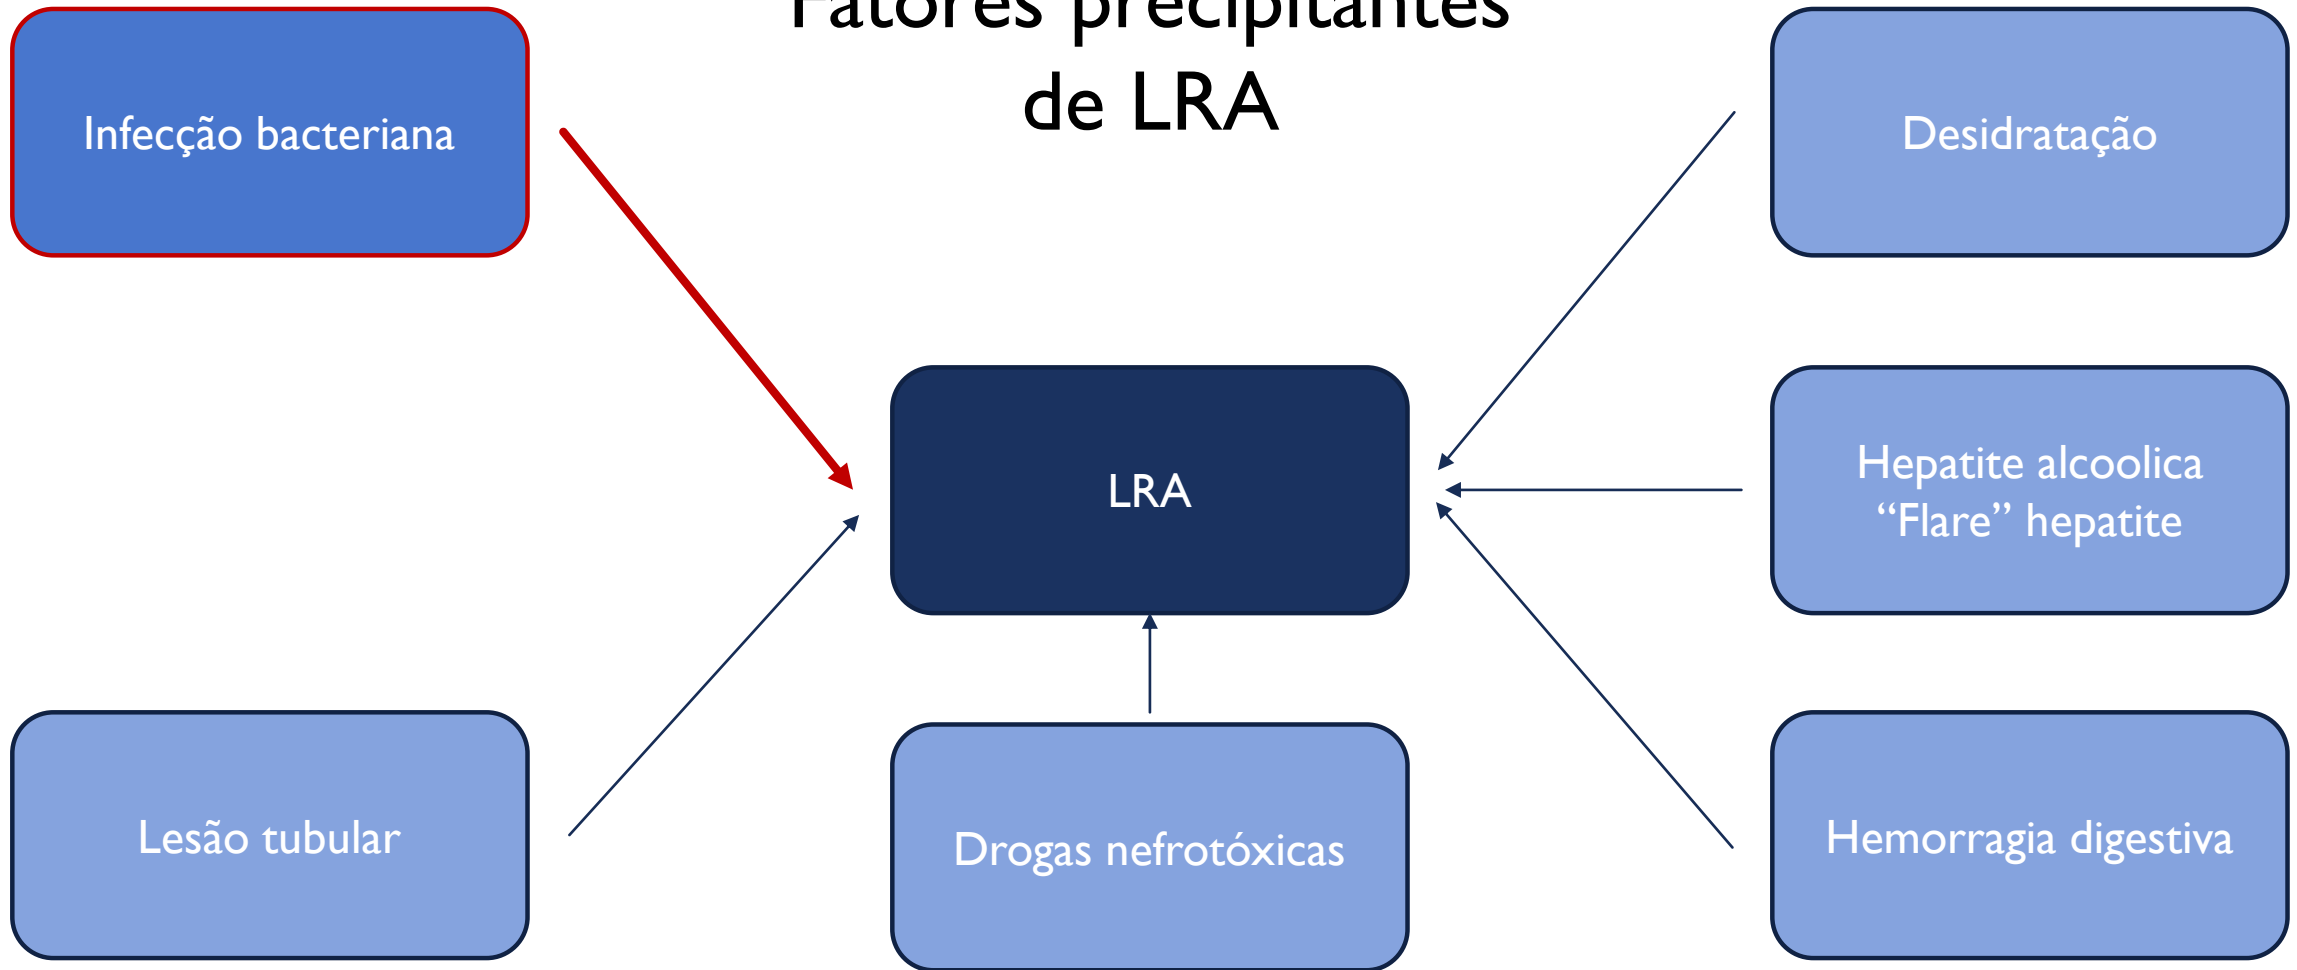 Fatores precipitantes
de LRA
Infecção bacteriana
Desidratação
LRA
Hepatite alcoolica
“Flare” hepatite
Lesão tubular
Drogas nefrotóxicas
Hemorragia digestiva